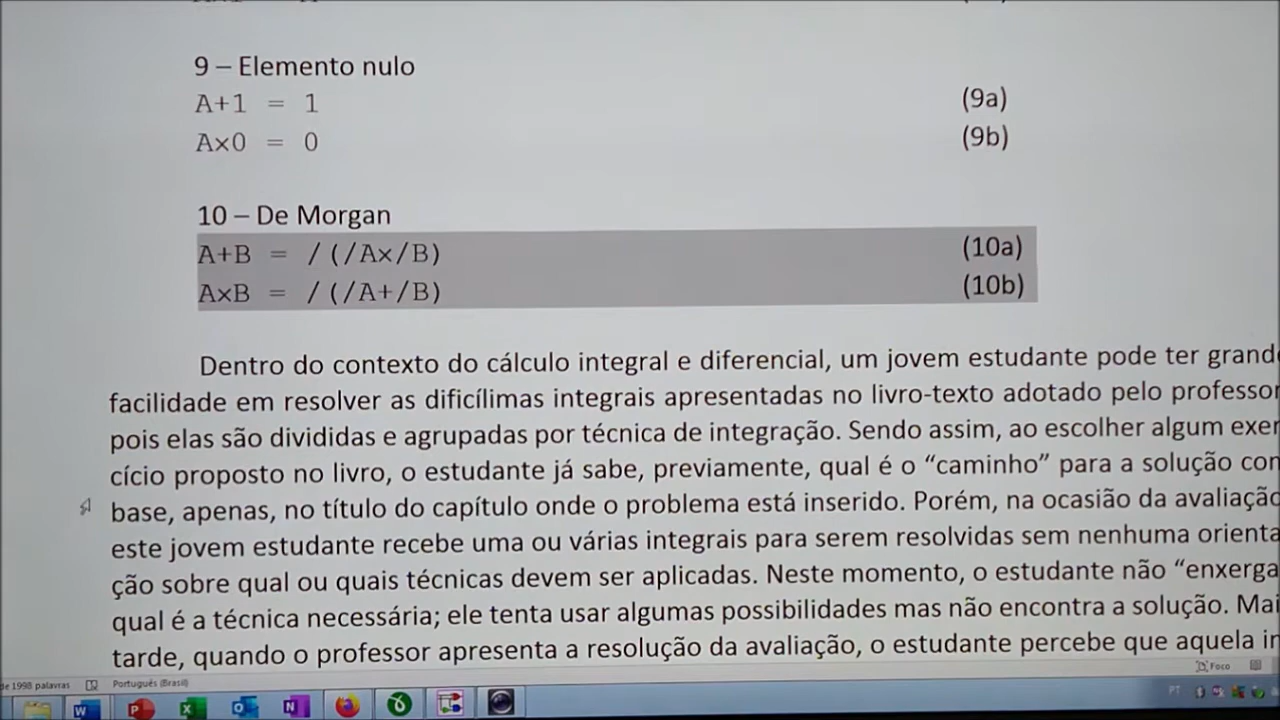 9 – Elemento nulo
A+1 = 1 (9a)
A×0 = 0 (9b)
10 – De Morgan
A+B = /(/A×/B) (10a)
A×B = /(/A+/B) (10b)
Dentro do contexto do cálculo integral e diferencial, um jovem estudante pode ter grand
facilidade em resolver as dificílimas integrais apresentadas no livro-texto adotado pelo professor
pois elas são divididas e agrupadas por técnica de integração. Sendo assim, ao escolher algum exer
cício proposto no livro, o estudante já sabe, previamente, qual é o “caminho” para a solução con
base, apenas, no título do capítulo onde o problema está inserido. Porém, na ocasião da avaliação
este jovem estudante recebe uma ou várias integrais para serem resolvidas sem nenhuma orienta
ção sobre qual ou quais técnicas devem ser aplicadas. Neste momento, o estudante não “enxerga
qual é a técnica necessária; ele tenta usar algumas possibilidades mas não encontra a solução. Mai
tarde, quando o professor apresenta a resolução da avaliação, o estudante percebe que aquela in
de 1998 palavras Português (Brasil) Foco
PT